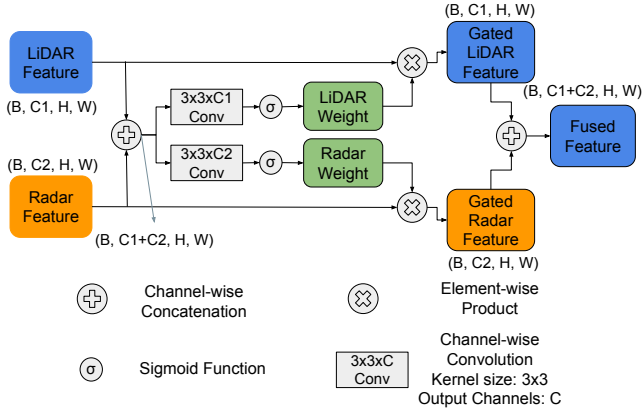 (B, C1, H, W)
LiDAR
Feature
(B, C1, H, W)
3x3xC1
Conv
σ
LiDAR
Weight
Gated
LiDAR
Feature
(B, C1+C2, H, W)
Fused
Feature
(B, C2, H, W)
3x3xC2
Conv
σ
Radar
Weight
Radar
Feature
(B, C1+C2, H, W)
Gated
Radar
Feature
(B, C2, H, W)
Channel-wise
Concatenation
Element-wise
Product
σ
Sigmoid Function
3x3xC
Conv
Channel-wise
Convolution
Kernel size: 3x3
Output Channels: C